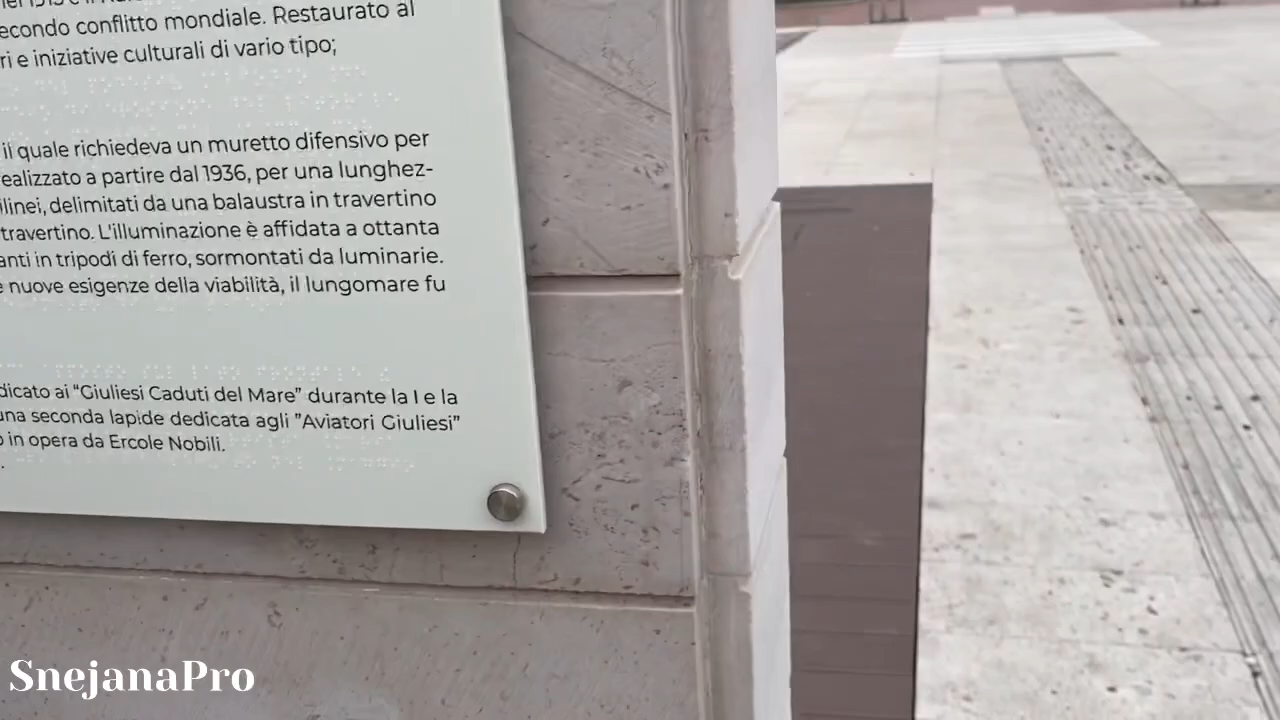 econdo conflitto mondiale. Restaurato al
ri e iniziative culturali di vario tipo;
il quale richiedeva un muretto difensivo per
ealizzato a partire dal 1936, per una lunghez-
ilinei, delimitati da una balaustra in travertino
travertino. L'illuminazione è affidata a ottanta
anti in tripodi di ferro, sormontati da luminarie.
e nuove esigenze della viabilità, il lungomare fu
dicato ai “Giuliesi Caduti del Mare” durante la I e la
una seconda lapide dedicata agli ”Aviatori Giuliesi”
o in opera da Ercole Nobili.
SnejanaPro